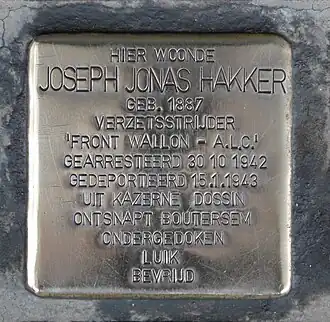 HIER WOONDE
JOSEPH JONAS HAKKER
GEB. 1887
VERZETSSTRIJDER
'FRONT WALLON - A.L.C.'
GEARRESTEERD 30.10.1942
GEDEPORTEERD 15.1.1943
UIT KAZERNE DOSSIN
ONTSNAPT BOUTERSEM
ONDERGEDOKEN
LUIK
BEVRIJD